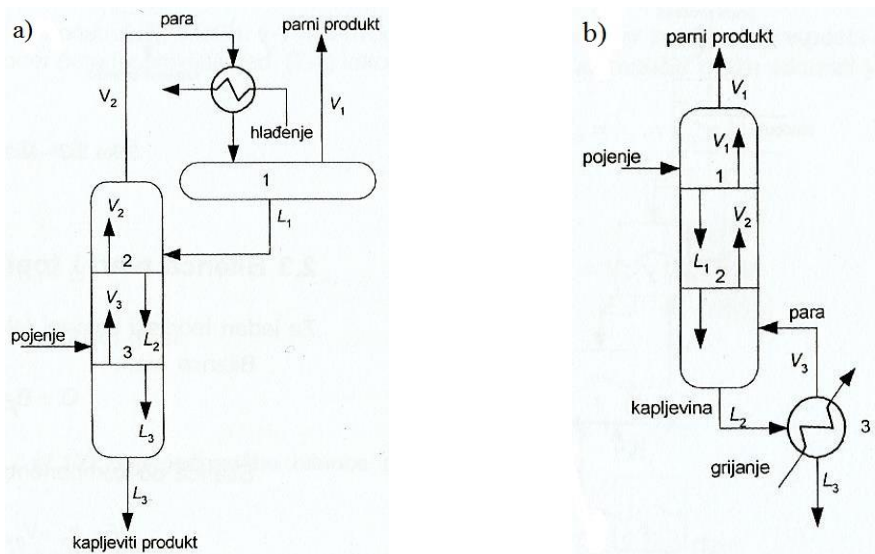 a)
para
parni produkt
V₂
V₁
hlađenje
1
L₁
V₂
2
V₃
L₂
pojenje
3
L₃
L₃
kapljeviti produkt
b)
parni produkt
V₁
pojenje
V₁
1
V₂
L₁
2
para
V₃
kapljevina
L₂
3
grijanje
L₃